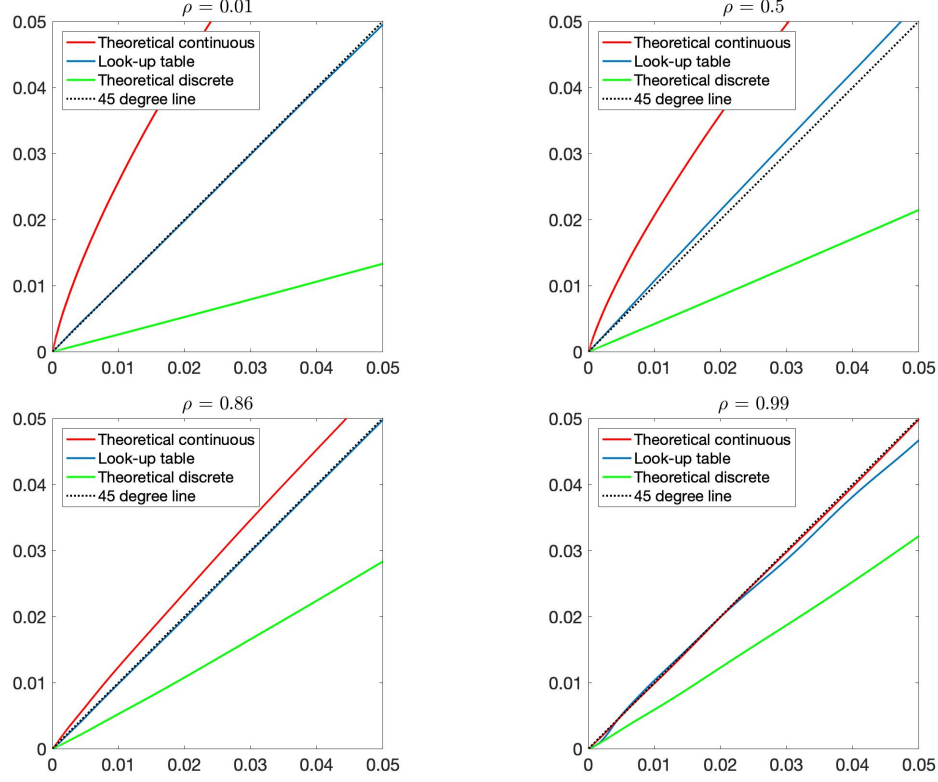 ρ = 0.01
0.05
0.04
0.03
0.02
0.01
0
Theoretical continuous
Look-up table
Theoretical discrete
45 degree line
0 0.01 0.02 0.03 0.04 0.05
ρ = 0.5
0.05
0.04
0.03
0.02
0.01
0
Theoretical continuous
Look-up table
Theoretical discrete
45 degree line
0 0.01 0.02 0.03 0.04 0.05
ρ = 0.86
0.05
0.04
0.03
0.02
0.01
0
Theoretical continuous
Look-up table
Theoretical discrete
45 degree line
0 0.01 0.02 0.03 0.04 0.05
ρ = 0.99
0.05
0.04
0.03
0.02
0.01
0
Theoretical continuous
Look-up table
Theoretical discrete
45 degree line
0 0.01 0.02 0.03 0.04 0.05